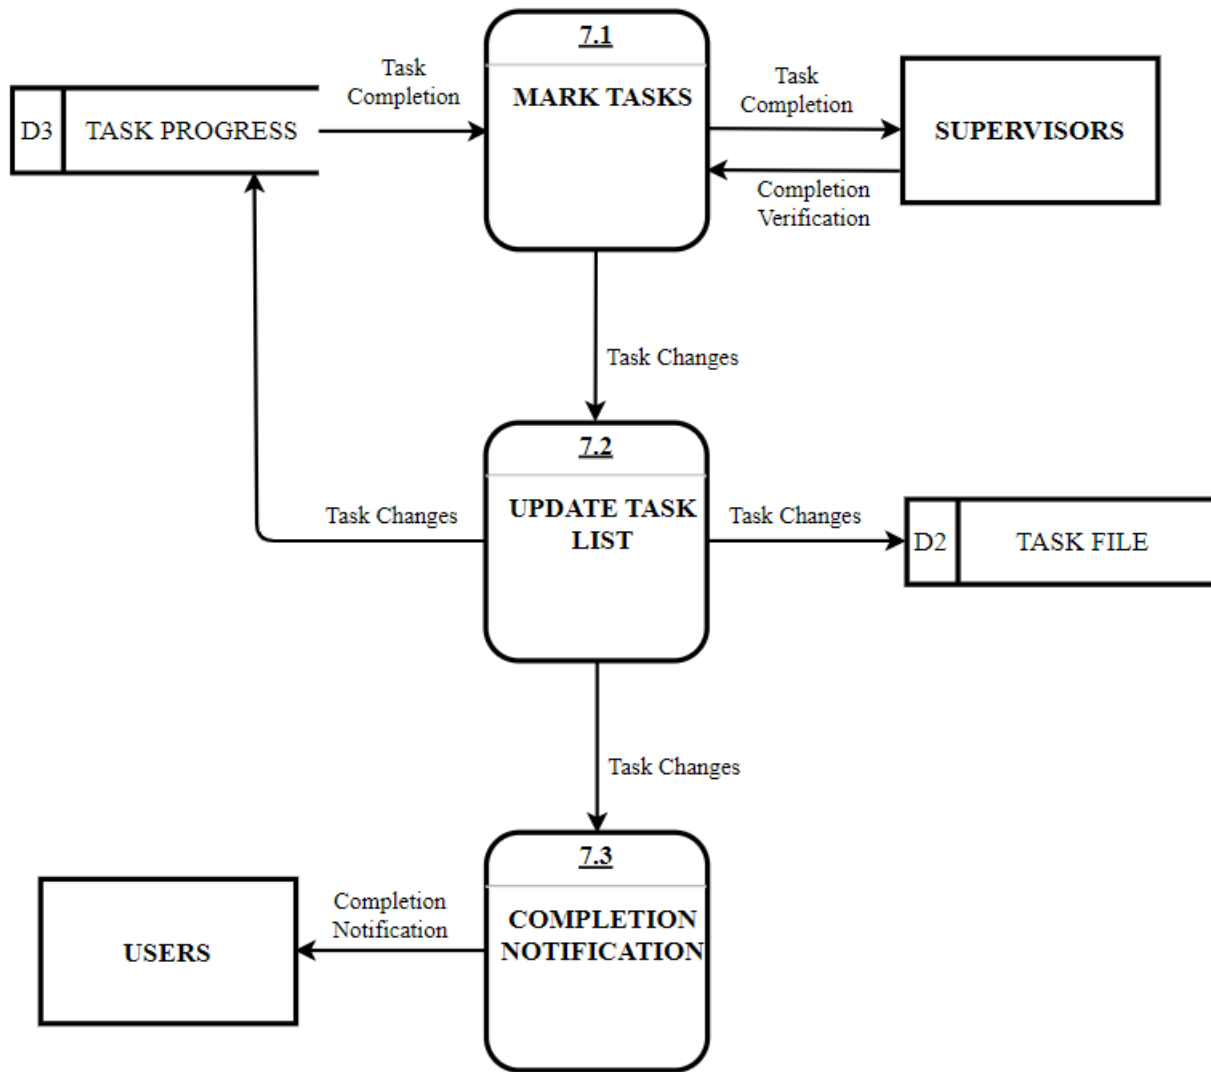 7.1
MARK TASKS
Task
Completion
D3
TASK PROGRESS
Task
Completion
SUPERVISORS
Completion
Verification
Task Changes
7.2
UPDATE TASK
LIST
Task Changes
Task Changes
D2
TASK FILE
Task Changes
7.3
COMPLETION
NOTIFICATION
Completion
Notification
USERS